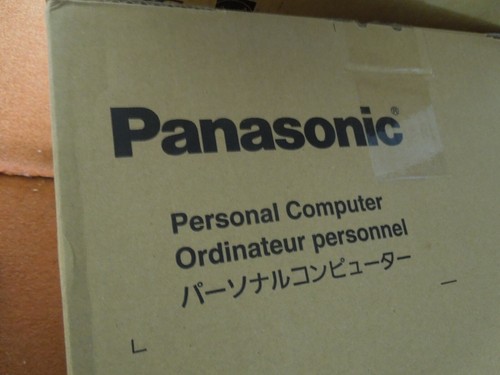 Panasonic®
Personal Computer
Ordinateur personnel
パーソナルコンピューター